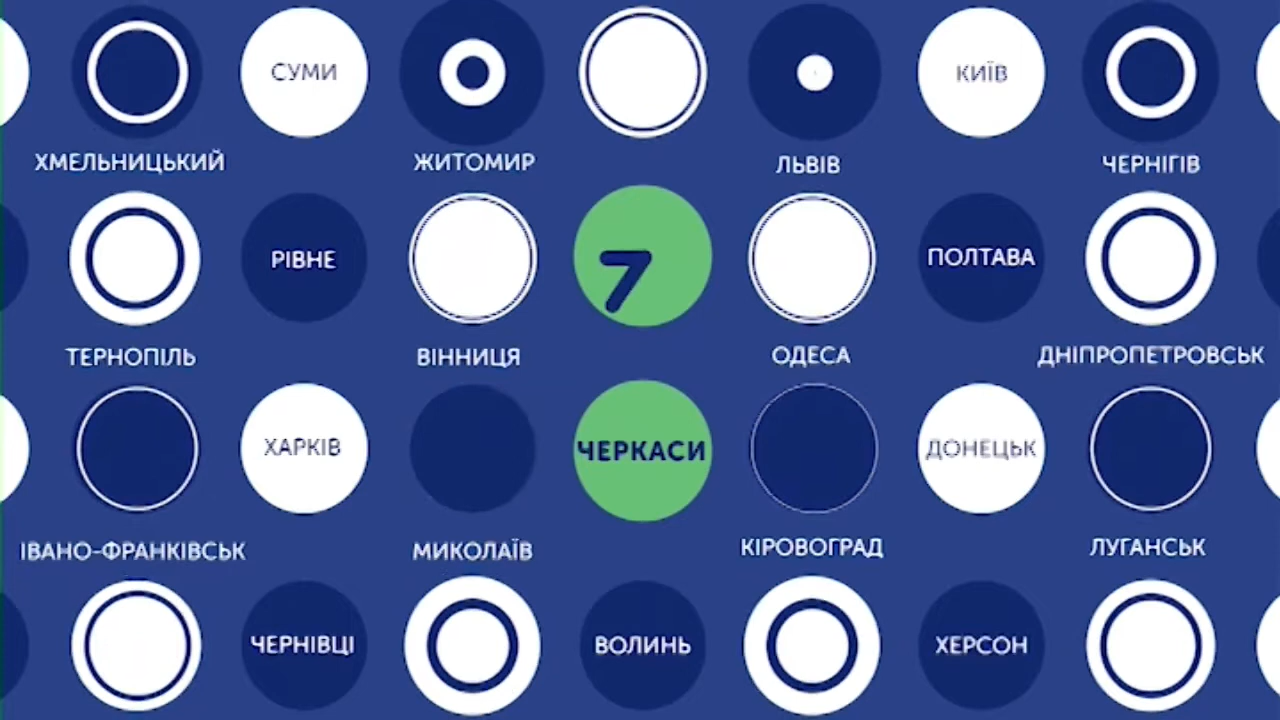 СУМИ
КИЇВ
ХМЕЛЬНИЦЬКИЙ
ЖИТОМИР
ЛЬВІВ
ЧЕРНІГІВ
РІВНЕ
7
ПОЛТАВА
ТЕРНОПІЛЬ
ВІННИЦЯ
ОДЕСА
ДНІПРОПЕТРОВСЬК
ХАРКІВ
ЧЕРКАСИ
ДОНЕЦЬК
ІВАНО-ФРАНКІВСЬК
МИКОЛАЇВ
КІРОВОГРАД
ЛУГАНСЬК
ЧЕРНІВЦІ
ВОЛИНЬ
ХЕРСОН